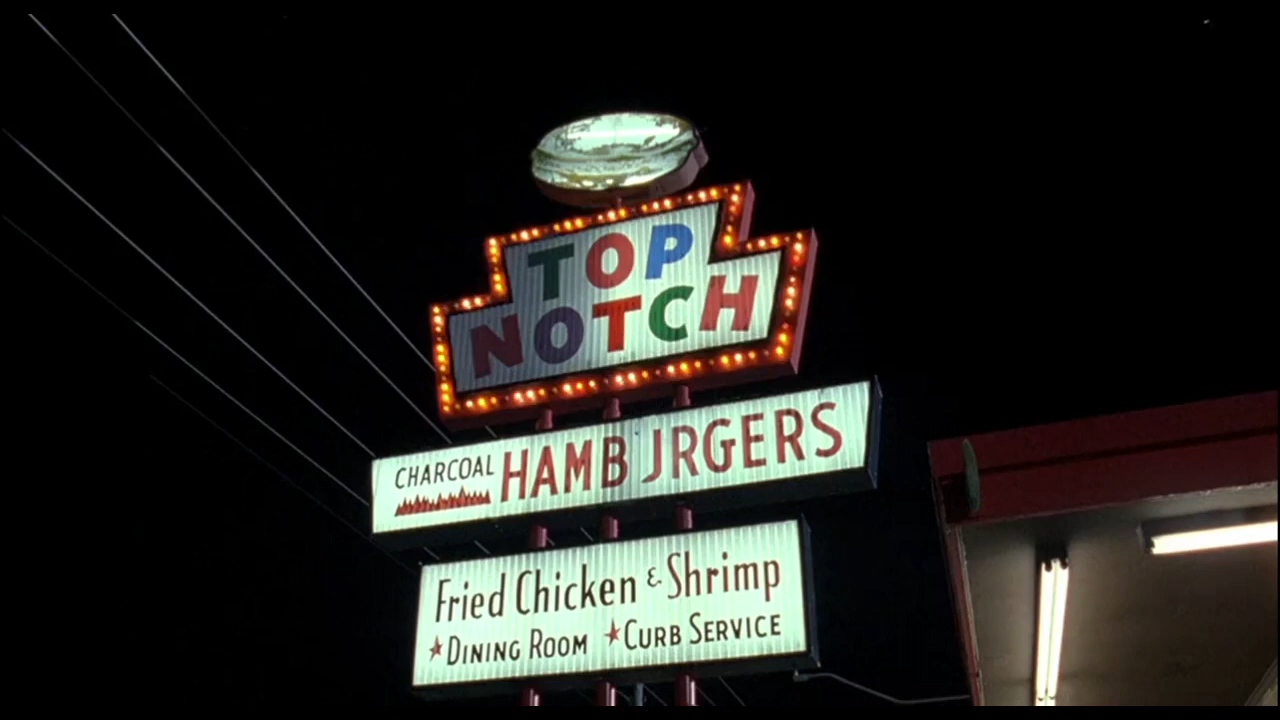 TOP
NOTCH
CHARCOAL HAMB JRGERS
Fried Chicken & Shrimp
★DINING ROOM ★CURB SERVICE